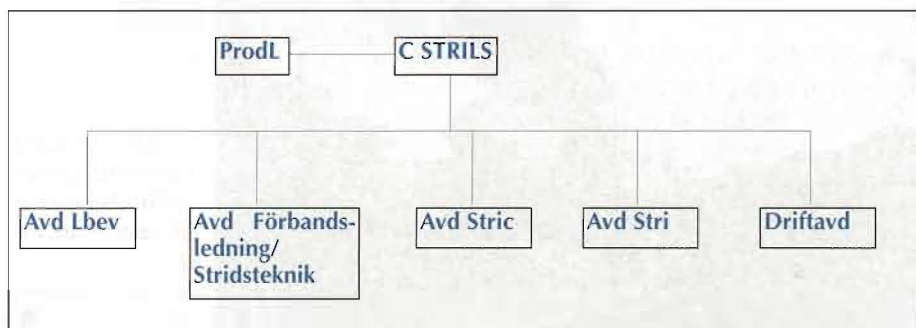 ProdL
C STRILS
Avd Lbev
Avd Förbands-
ledning/
Stridsteknik
Avd Stric
Avd Stri
Driftavd